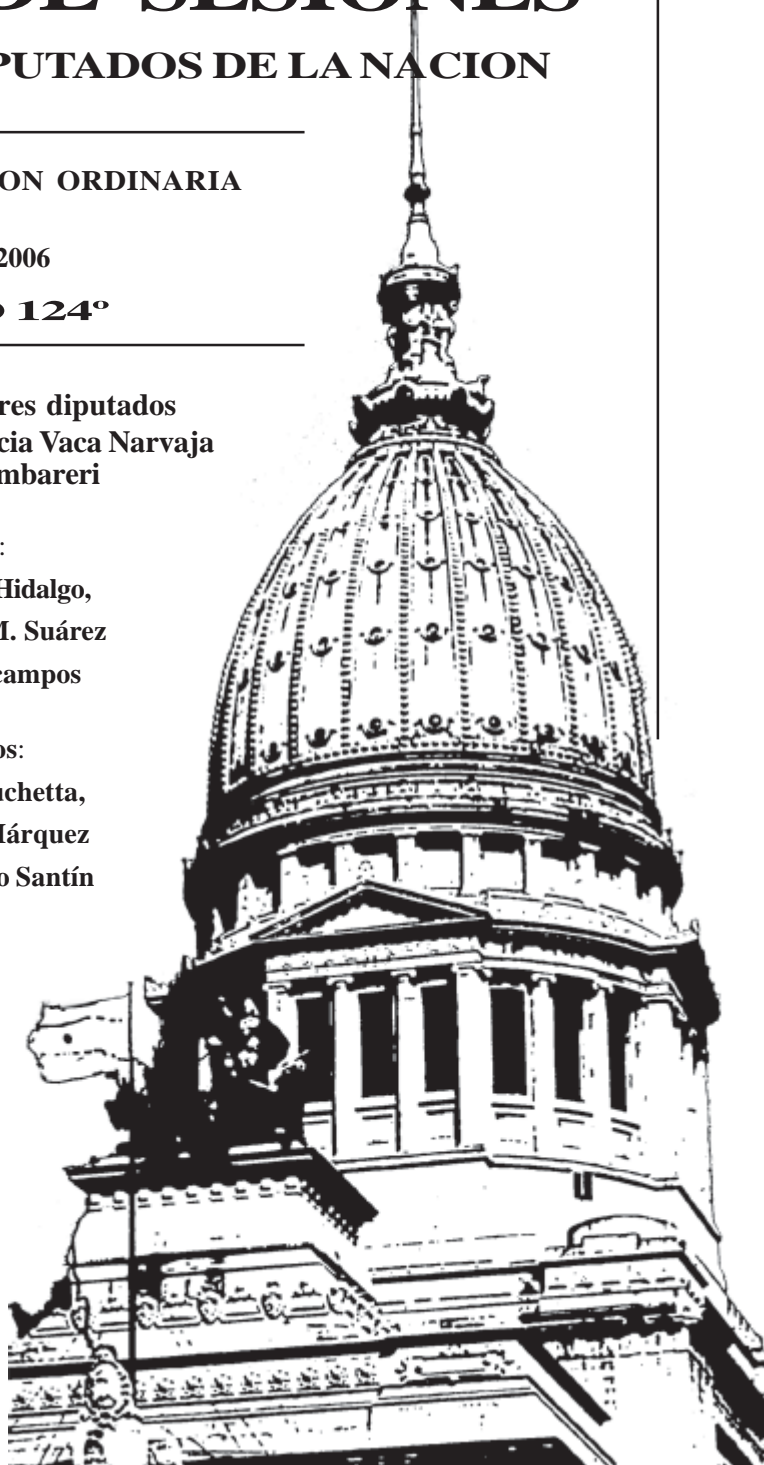 DE SESIONES
PUTADOS DE LA NACION
ON ORDINARIA
2006
o 124º
res diputados
cia Vaca Narvaja
mbareri
:
Hidalgo,
M. Suárez
campos
os:
uchetta,
Márquez
o Santín